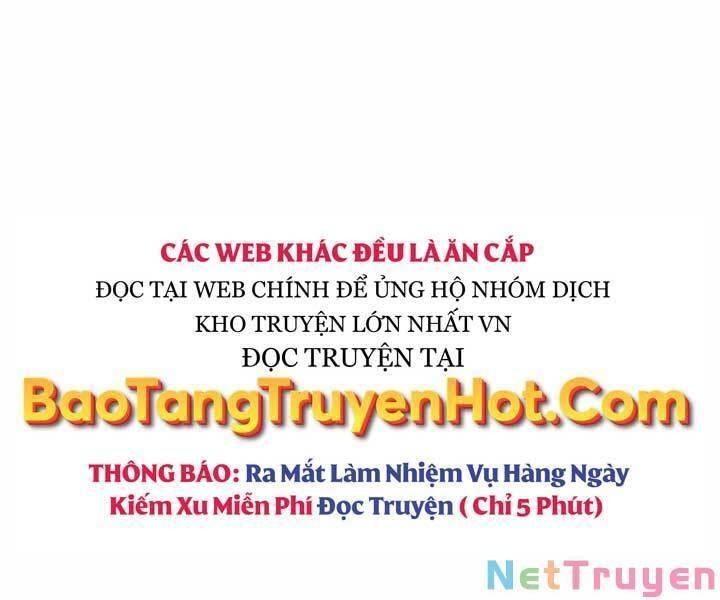 CÁC WEB KHÁC ĐỀU LÀ ĂN CẮP
ĐỌC TẠI WEB CHÍNH ĐỂ ỦNG HỘ NHÓM DỊCH
KHO TRUYỆN LỚN NHẤT VN
ĐỌC TRUYỆN TẠI
BaoTangTruyenHot.Com
THÔNG BÁO: Ra Mắt Làm Nhiệm Vụ Hàng Ngày
Kiếm Xu Miễn Phí Đọc Truyện ( Chỉ 5 Phút)
NetTruyen